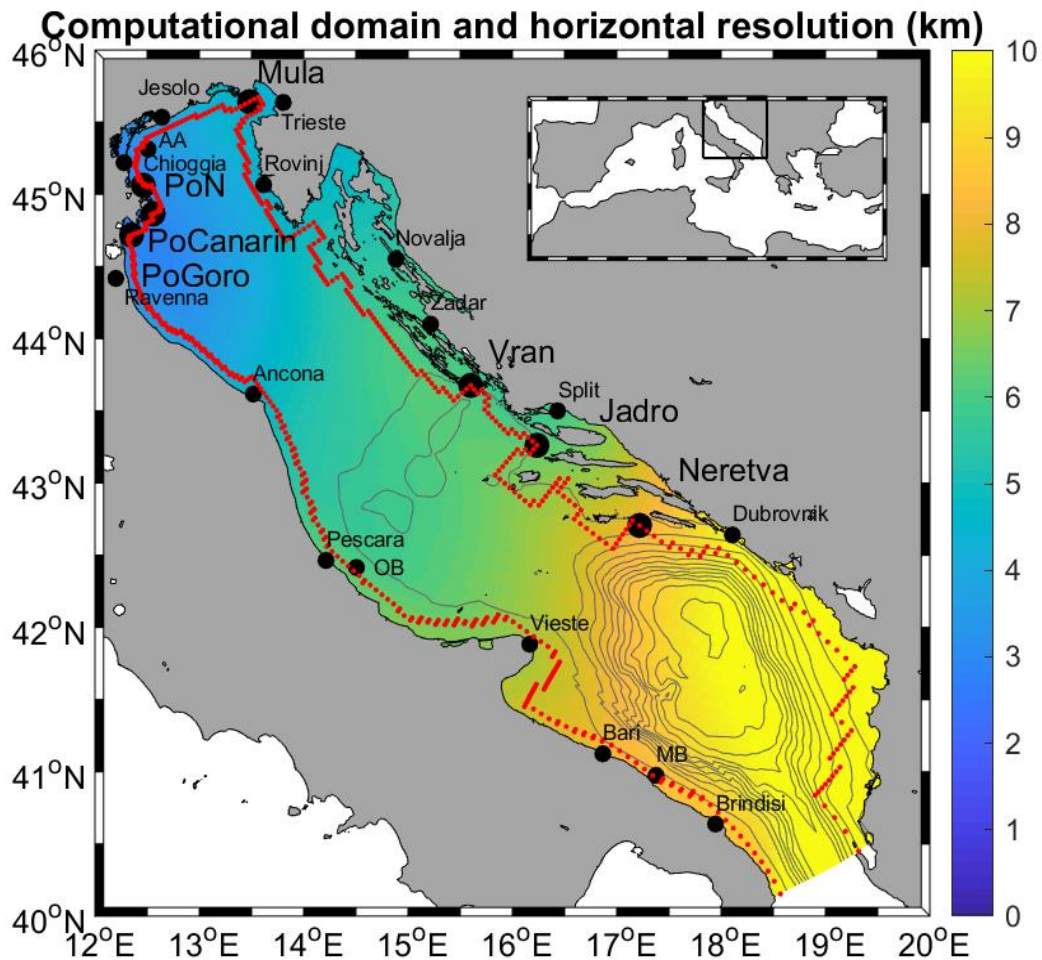 Computational domain and horizontal resolution (km)
46°N
45°N
44°N
43°N
42°N
41°N
40°N
Mula
Jesolo
Trieste
AA
Chioggia
Rovinj
PoN
PoCanarin
Novalja
PoGoro
Ravenna
Zadar
Vran
Ancona
Split
Jadro
Neretva
Dubrovnik
Pescara
OB
Vieste
Bari
MB
Brindisi
12°E 13°E 14°E 15°E 16°E 17°E 18°E 19°E 20°E
10
9
8
7
6
5
4
3
2
1
0